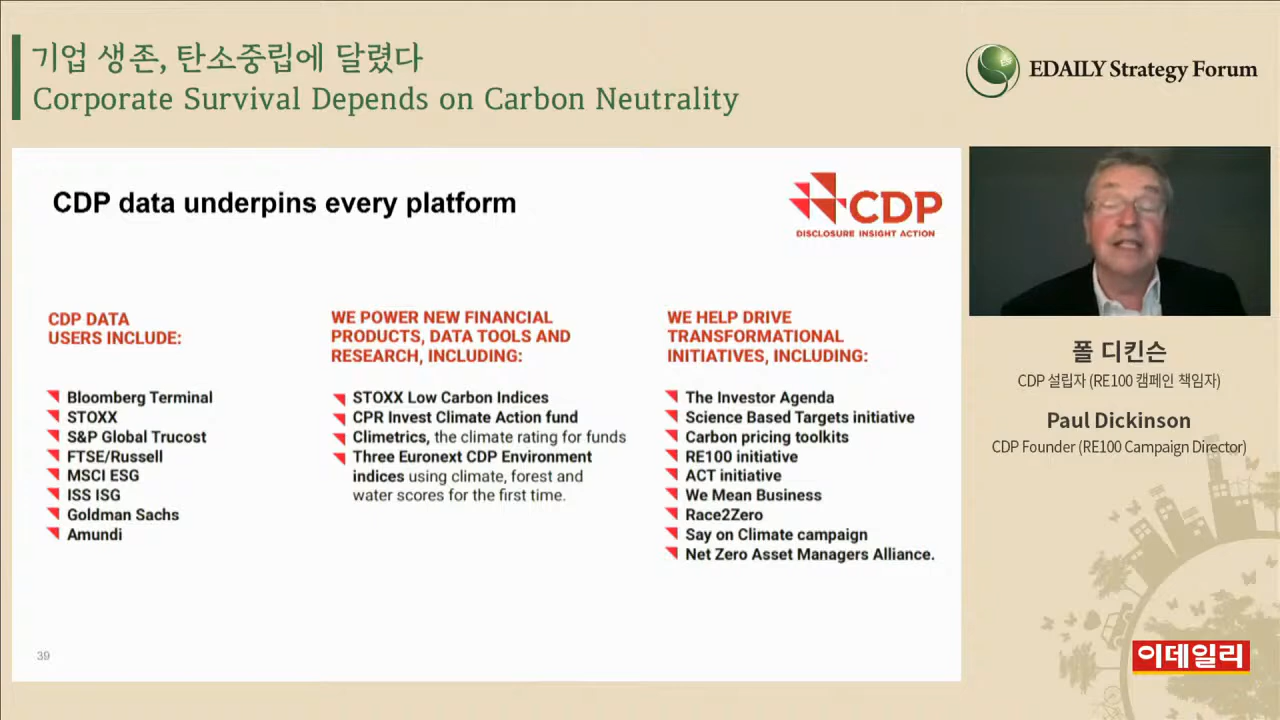 기업 생존, 탄소중립에 달렸다
Corporate Survival Depends on Carbon Neutrality
EDAILY Strategy Forum
CDP data underpins every platform
CDP
DISCLOSURE INSIGHT ACTION
CDP DATA
USERS INCLUDE:
Bloomberg Terminal
STOXX
S&P Global Trucost
FTSE/Russell
MSCI ESG
ISS ISG
Goldman Sachs
Amundi
WE POWER NEW FINANCIAL
PRODUCTS, DATA TOOLS AND
RESEARCH, INCLUDING:
STOXX Low Carbon Indices
CPR Invest Climate Action fund
Climetrics, the climate rating for funds
Three Euronext CDP Environment
indices using climate, forest and
water scores for the first time.
WE HELP DRIVE
TRANSFORMATIONAL
INITIATIVES, INCLUDING:
The Investor Agenda
Science Based Targets initiative
Carbon pricing toolkits
RE100 initiative
ACT initiative
We Mean Business
Race2Zero
Say on Climate campaign
Net Zero Asset Managers Alliance.
39
폴 디킨슨
CDP 설립자 (RE100 캠페인 책임자)
Paul Dickinson
CDP Founder (RE100 Campaign Director)
이데일리